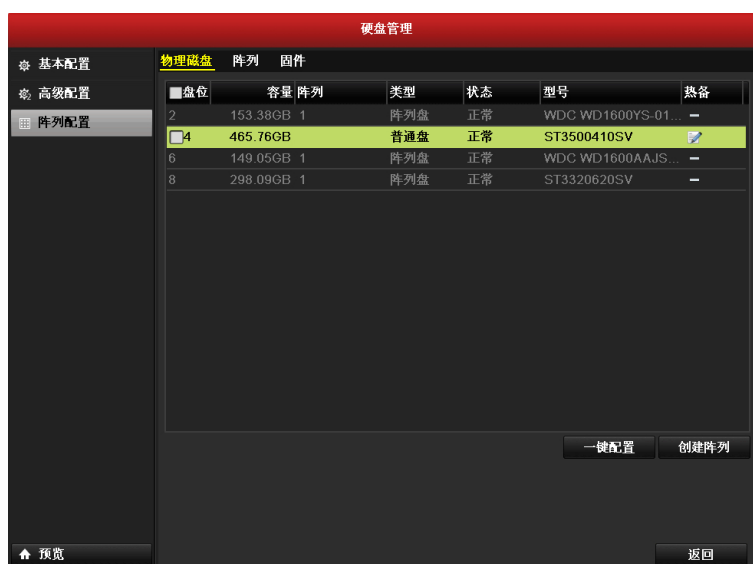 硬盘管理
基本配置
高级配置
阵列配置
物理磁盘 阵列 固件
盘位 容量 阵列 类型 状态 型号 热备
2 153.38GB 1 阵列盘 正常 WDC WD1600YS-01... –
4 465.76GB 普通盘 正常 ST3500410SV
6 149.05GB 1 阵列盘 正常 WDC WD1600AAJS... –
8 298.09GB 1 阵列盘 正常 ST3320620SV –
一键配置 创建阵列
预览 返回